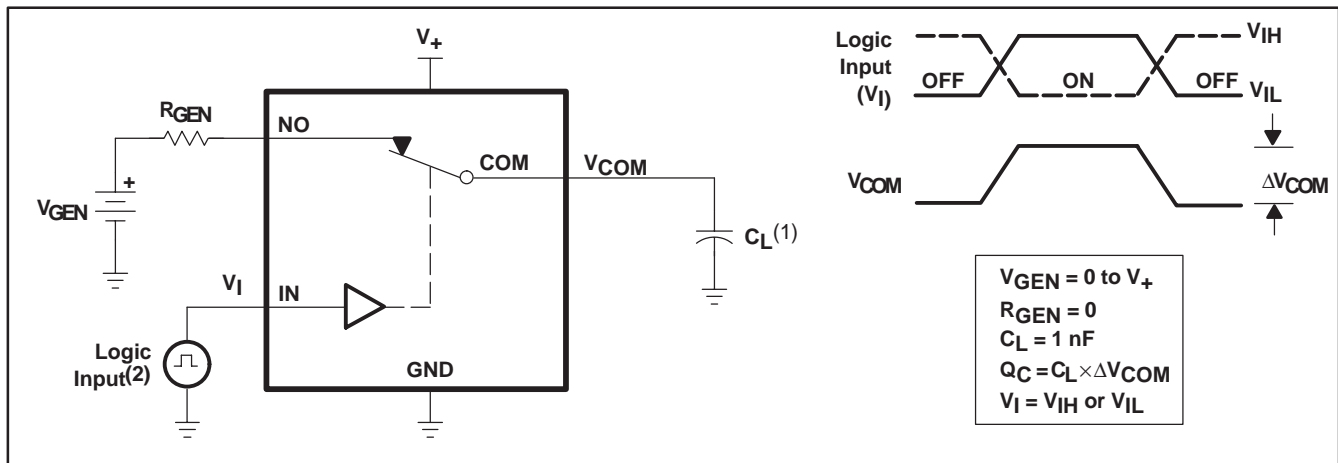 V+
RGEN
NO
COM
VCOM
+
VGEN
CL(1)
VI
IN
Logic
Input(2)
GND
Logic
Input
(VI)
OFF
ON
OFF
VIH
VIL
VCOM
ΔVCOM
VGEN = 0 to V+
RGEN = 0
CL = 1 nF
QC = CL × ΔVCOM
VI = VIH or VIL